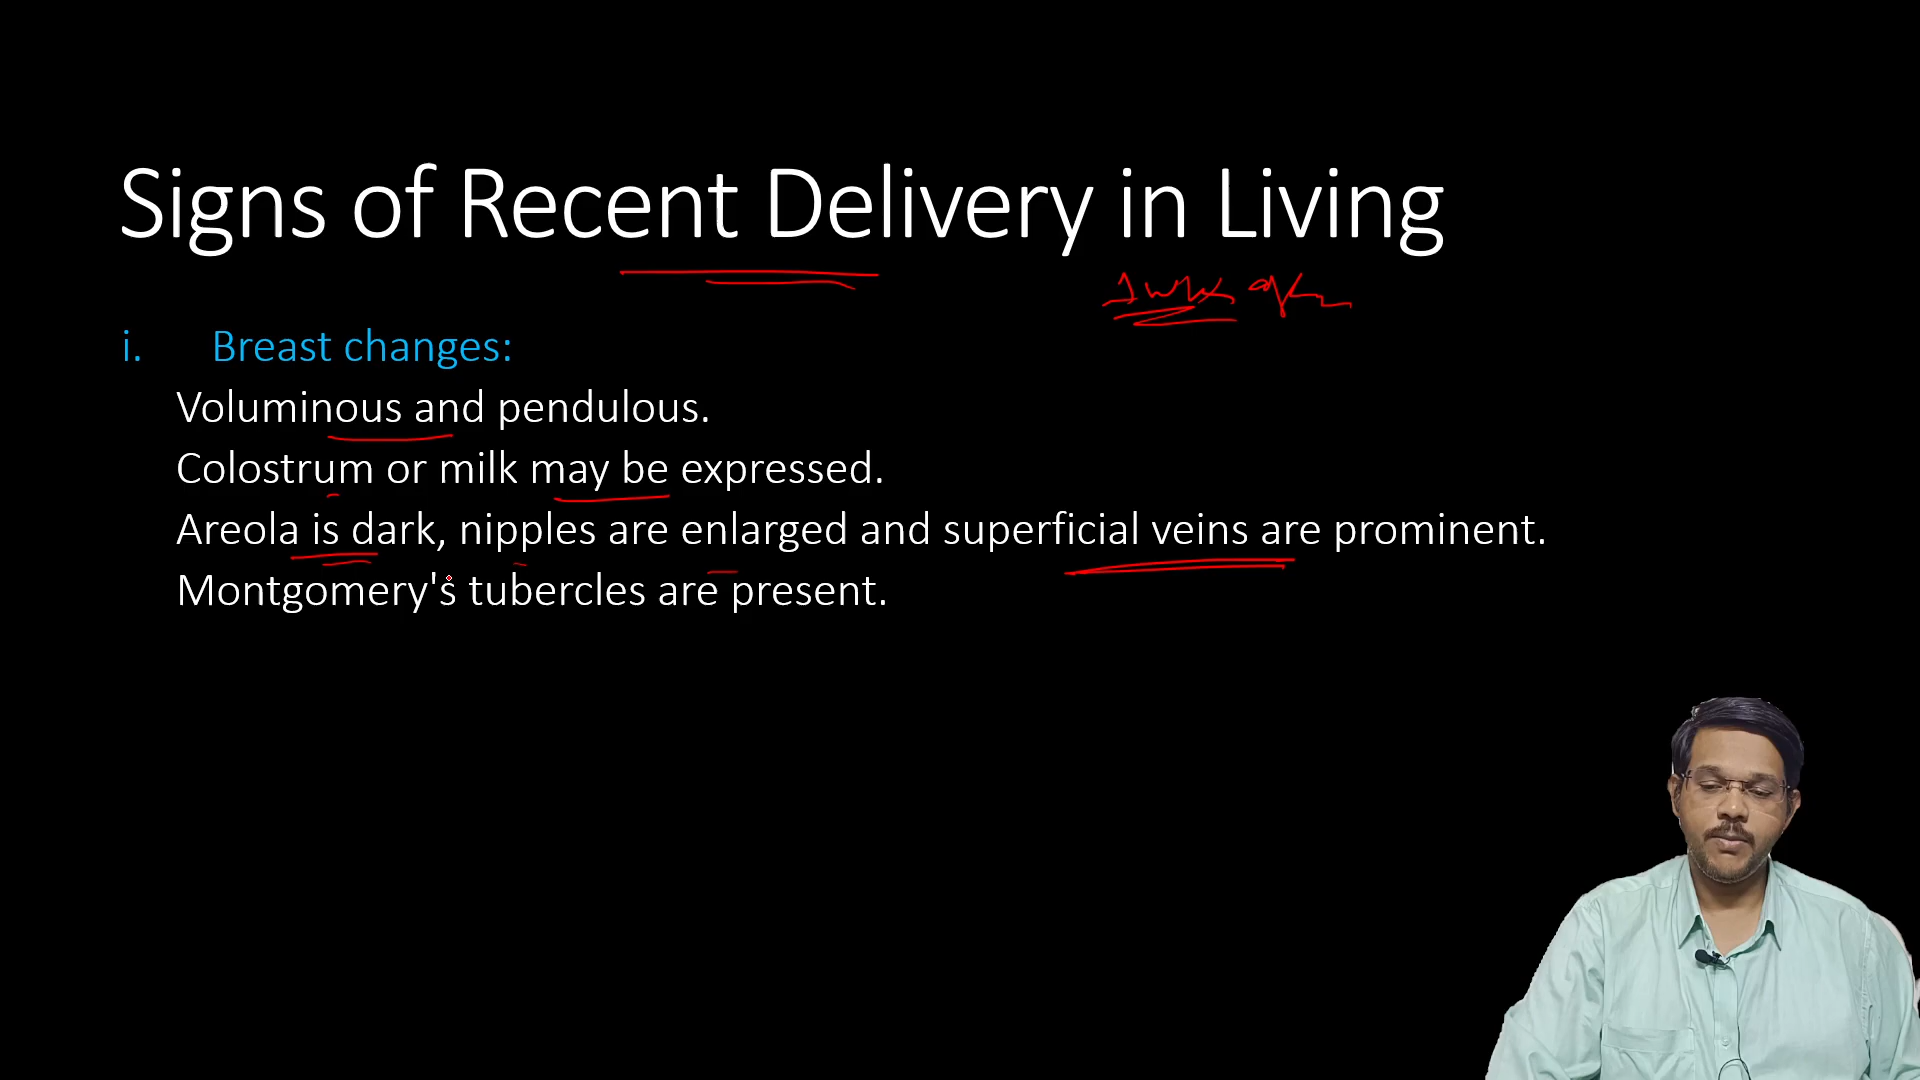 Signs of Recent Delivery in Living
i. Breast changes:
Voluminous and pendulous.
Colostrum or milk may be expressed.
Areola is dark, nipples are enlarged and superficial veins are prominent.
Montgomery's tubercles are present.